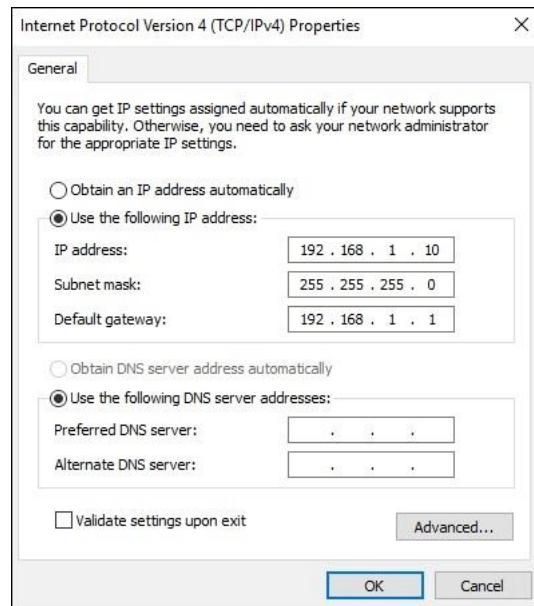 Internet Protocol Version 4 (TCP/IPv4) Properties
General
You can get IP settings assigned automatically if your network supports
this capability. Otherwise, you need to ask your network administrator
for the appropriate IP settings.
Obtain an IP address automatically
Use the following IP address:
IP address: 192 . 168 . 1 . 10
Subnet mask: 255 . 255 . 255 . 0
Default gateway: 192 . 168 . 1 . 1
Obtain DNS server address automatically
Use the following DNS server addresses:
Preferred DNS server: . . .
Alternate DNS server: . . .
Validate settings upon exit
Advanced...
OK Cancel